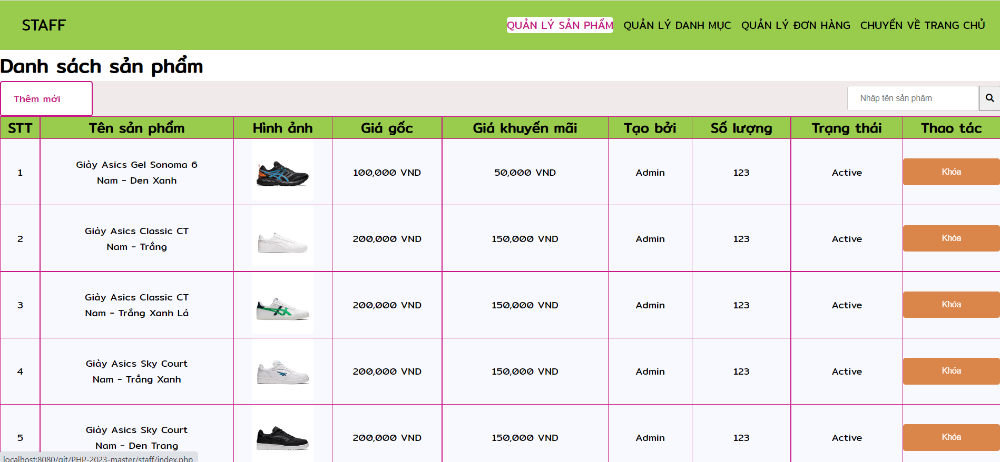 STAFF
QUẢN LÝ SẢN PHẨM QUẢN LÝ DANH MỤC QUẢN LÝ ĐƠN HÀNG CHUYỂN VỀ TRANG CHỦ
Danh sách sản phẩm
Thêm mới
Nhập tên sản phẩm
STT Tên sản phẩm Hình ảnh Giá gốc Giá khuyến mãi Tạo bởi Số lượng Trạng thái Thao tác
Giày Asics Gel Sonoma 6
1 100,000 VND 50,000 VND Admin 123 Active Khóa
Nam - Den Xanh
Giày Asics Classic CT
2 200,000 VND 150,000 VND Admin 123 Active Khóa
Nam - Trắng
Giày Asics Classic CT
3 200,000 VND 150,000 VND Admin 123 Active Khóa
Nam - Trắng Xanh Lá
Giày Asics Sky Court
4 200,000 VND 150,000 VND Admin 123 Active Khóa
Nam - Trắng Xanh
Giày Asics Sky Court
5 200,000 VND 150,000 VND Admin 123 Active Khóa
Nam - Den Trang
localhost:8080/git/PHP-2023-master/staff/index.php